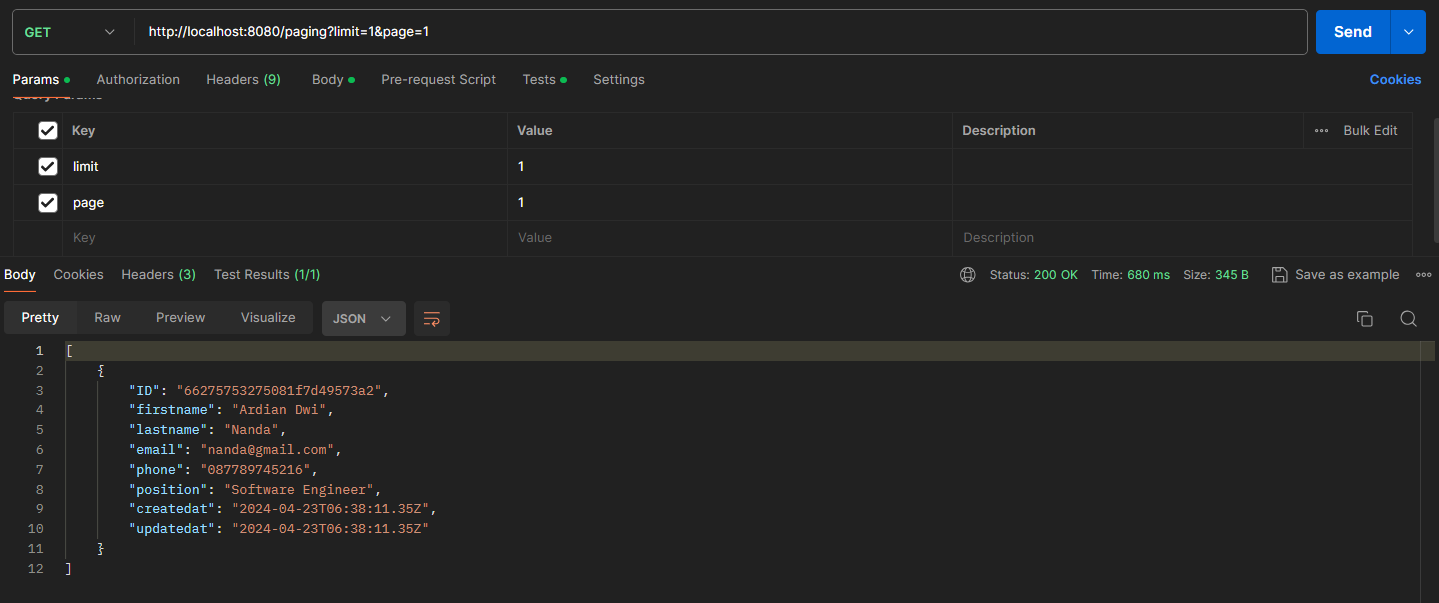 GET http://localhost:8080/paging?limit=1&page=1 Send
Params Authorization Headers (9) Body Pre-request Script Tests Settings Cookies
Query Params
Key Value Description ••• Bulk Edit
limit 1
page 1
Key Value Description
Body Cookies Headers (3) Test Results (1/1) Status: 200 OK Time: 680 ms Size: 345 B Save as example •••
Pretty Raw Preview Visualize JSON
1 [
2 {
3 "ID": "66275753275081f7d49573a2",
4 "firstname": "Ardian Dwi",
5 "lastname": "Nanda",
6 "email": "nanda@gmail.com",
7 "phone": "087789745216",
8 "position": "Software Engineer",
9 "createdat": "2024-04-23T06:38:11.35Z",
10 "updatedat": "2024-04-23T06:38:11.35Z"
11 }
12 ]